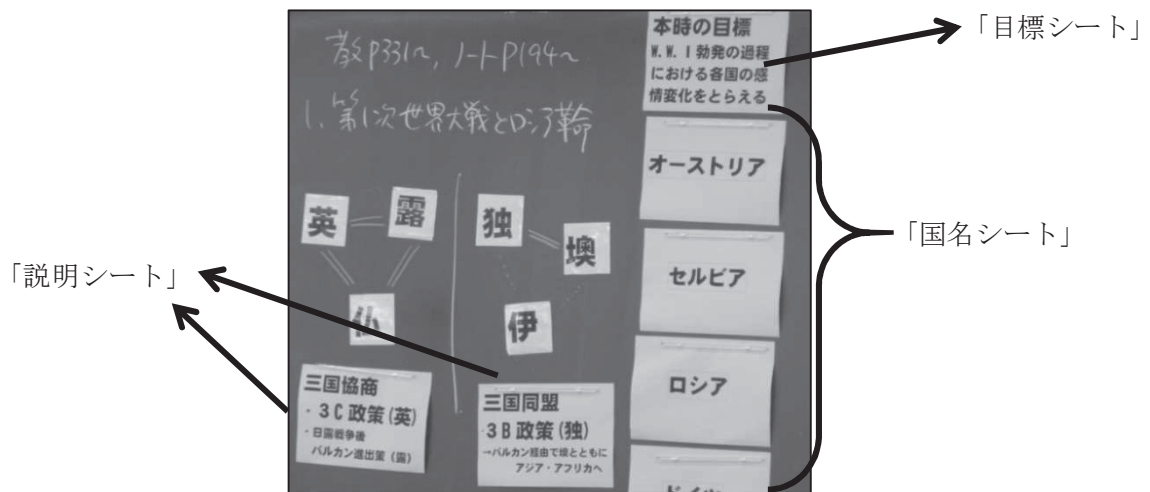 教P331~, ノートP194~
1. 第1次世界大戦とロシア革命
英
露
仏
独
墺
伊
三国協商
・3C政策(英)
・日露戦争後
バルカン進出策(露)
三国同盟
・3B政策(独)
→バルカン経由で墺とともに
アジア・アフリカへ
本時の目標
W.W.I勃発の過程
における各国の感
情変化をとらえる
オーストリア
セルビア
ロシア
ドイツ
「目標シート」
「国名シート」
「説明シート」